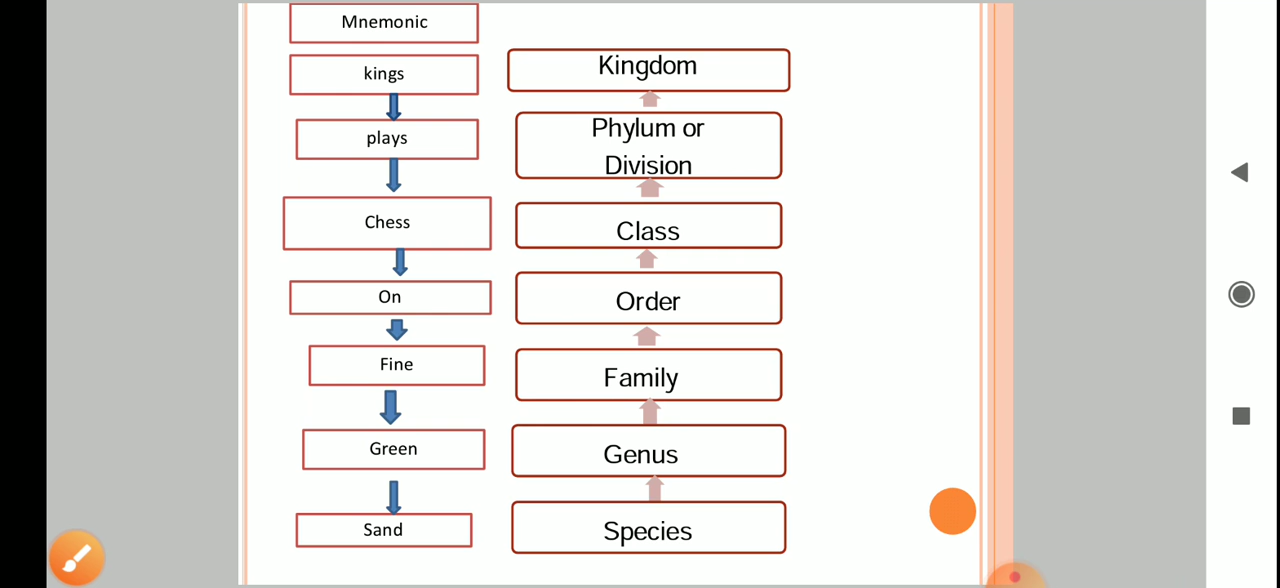 Mnemonic
kings
plays
Chess
On
Fine
Green
Sand
Kingdom
Phylum or
Division
Class
Order
Family
Genus
Species